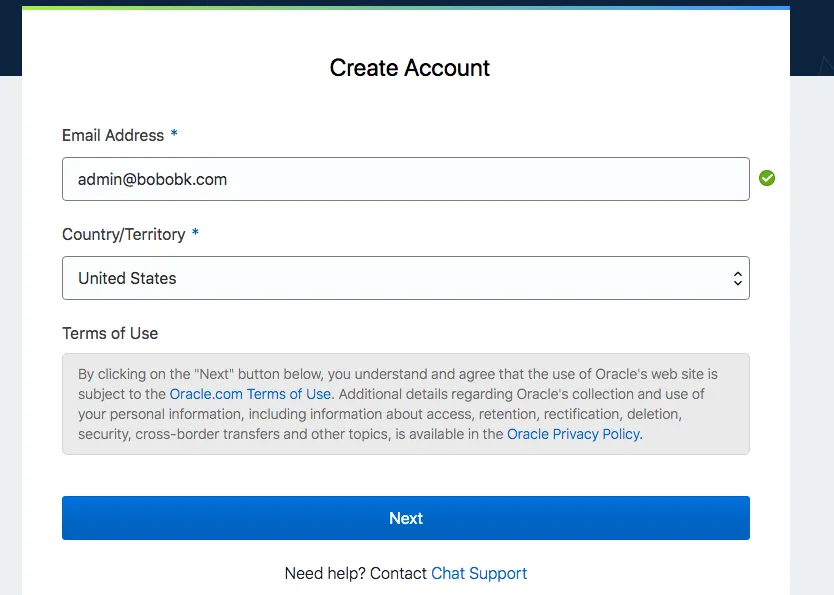 Create Account
Email Address *
admin@bobobk.com
Country/Territory *
United States
Terms of Use
By clicking on the "Next" button below, you understand and agree that the use of Oracle's web site is
subject to the Oracle.com Terms of Use. Additional details regarding Oracle's collection and use of
your personal information, including information about access, retention, rectification, deletion,
security, cross-border transfers and other topics, is available in the Oracle Privacy Policy.
Next
Need help? Contact Chat Support